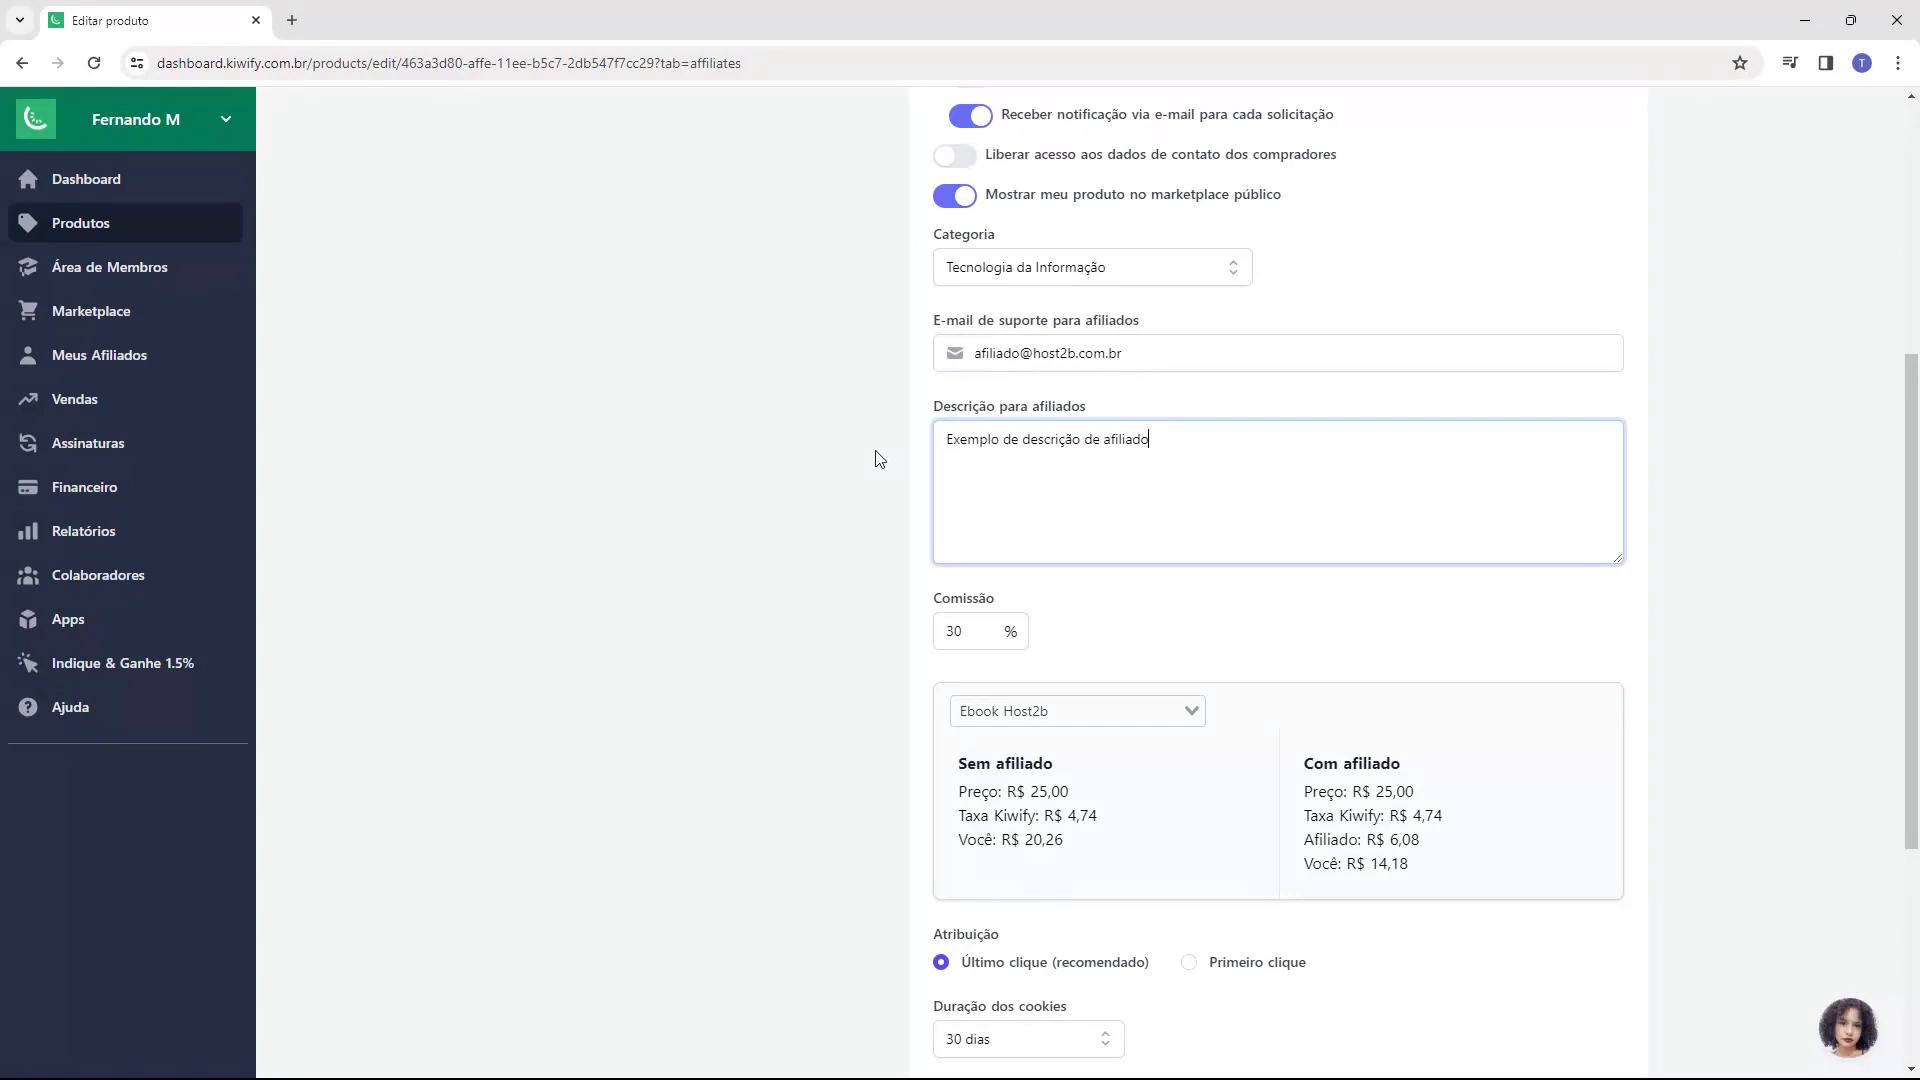 Editar produto
dashboard.kiwify.com.br/products/edit/463a3d80-affe-11ee-b5c7-2db547f7cc29?tab=affiliates
T
Fernando M
Dashboard
Produtos
Área de Membros
Marketplace
Meus Afiliados
Vendas
Assinaturas
Financeiro
Relatórios
Colaboradores
Apps
Indique & Ganhe 1.5%
Ajuda
Receber notificação via e-mail para cada solicitação
Liberar acesso aos dados de contato dos compradores
Mostrar meu produto no marketplace público
Categoria
Tecnologia da Informação
E-mail de suporte para afiliados
afiliado@host2b.com.br
Descrição para afiliados
Exemplo de descrição de afiliado
Comissão
30 %
Ebook Host2b
Sem afiliado
Preço: R$ 25,00
Taxa Kiwify: R$ 4,74
Você: R$ 20,26
Com afiliado
Preço: R$ 25,00
Taxa Kiwify: R$ 4,74
Afiliado: R$ 6,08
Você: R$ 14,18
Atribuição
Último clique (recomendado) Primeiro clique
Duração dos cookies
30 dias